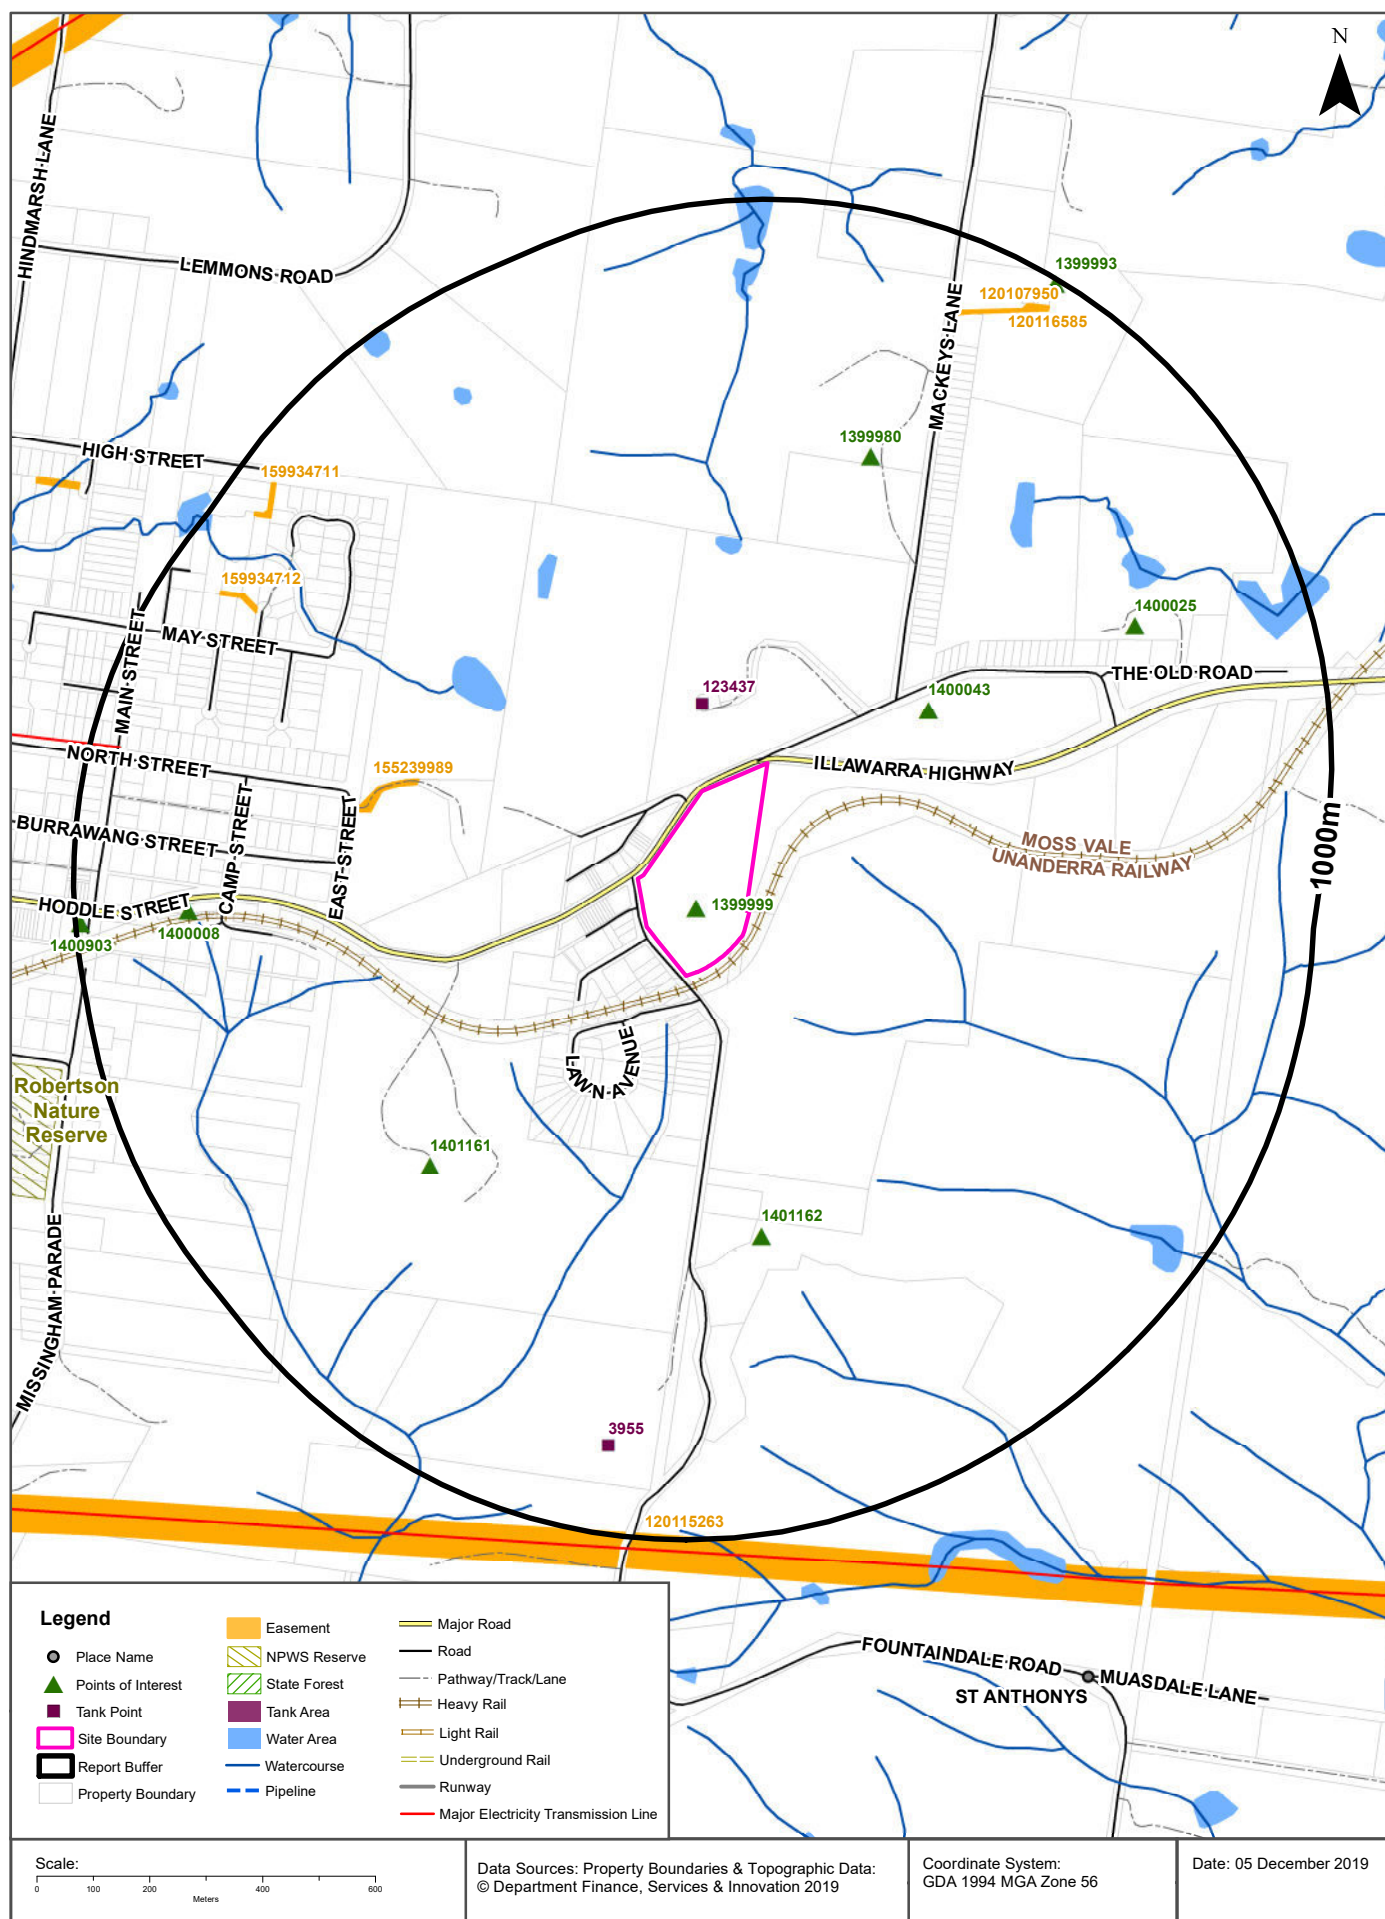 N
HINDMARSH LANE
LEMMONS ROAD
1399993
120107950
120116585
MACKEYS LANE
1399980
HIGH STREET
159934711
159934712
MAY STREET
MAIN STREET
1400025
THE OLD ROAD
123437
1400043
NORTH STREET
155239989
ILLAWARRA HIGHWAY
BURRAWANG STREET
CAMP STREET
EAST STREET
MOSS VALE
UNANDERRA RAILWAY
1000m
HODDLE STREET
1399999
1400903
1400008
LAWN AVENUE
Robertson
Nature
Reserve
1401161
1401162
MISSINGHAM PARADE
3955
120115263
FOUNTAINDALE ROAD
MUASDALE LANE
ST ANTHONYS
Legend
Place Name
Points of Interest
Tank Point
Site Boundary
Report Buffer
Property Boundary
Easement
NPWS Reserve
State Forest
Tank Area
Water Area
Watercourse
Pipeline
Major Road
Road
Pathway/Track/Lane
Heavy Rail
Light Rail
Underground Rail
Runway
Major Electricity Transmission Line
Scale:
0 100 200 400 600
Meters
Data Sources: Property Boundaries & Topographic Data:
© Department Finance, Services & Innovation 2019
Coordinate System:
GDA 1994 MGA Zone 56
Date: 05 December 2019